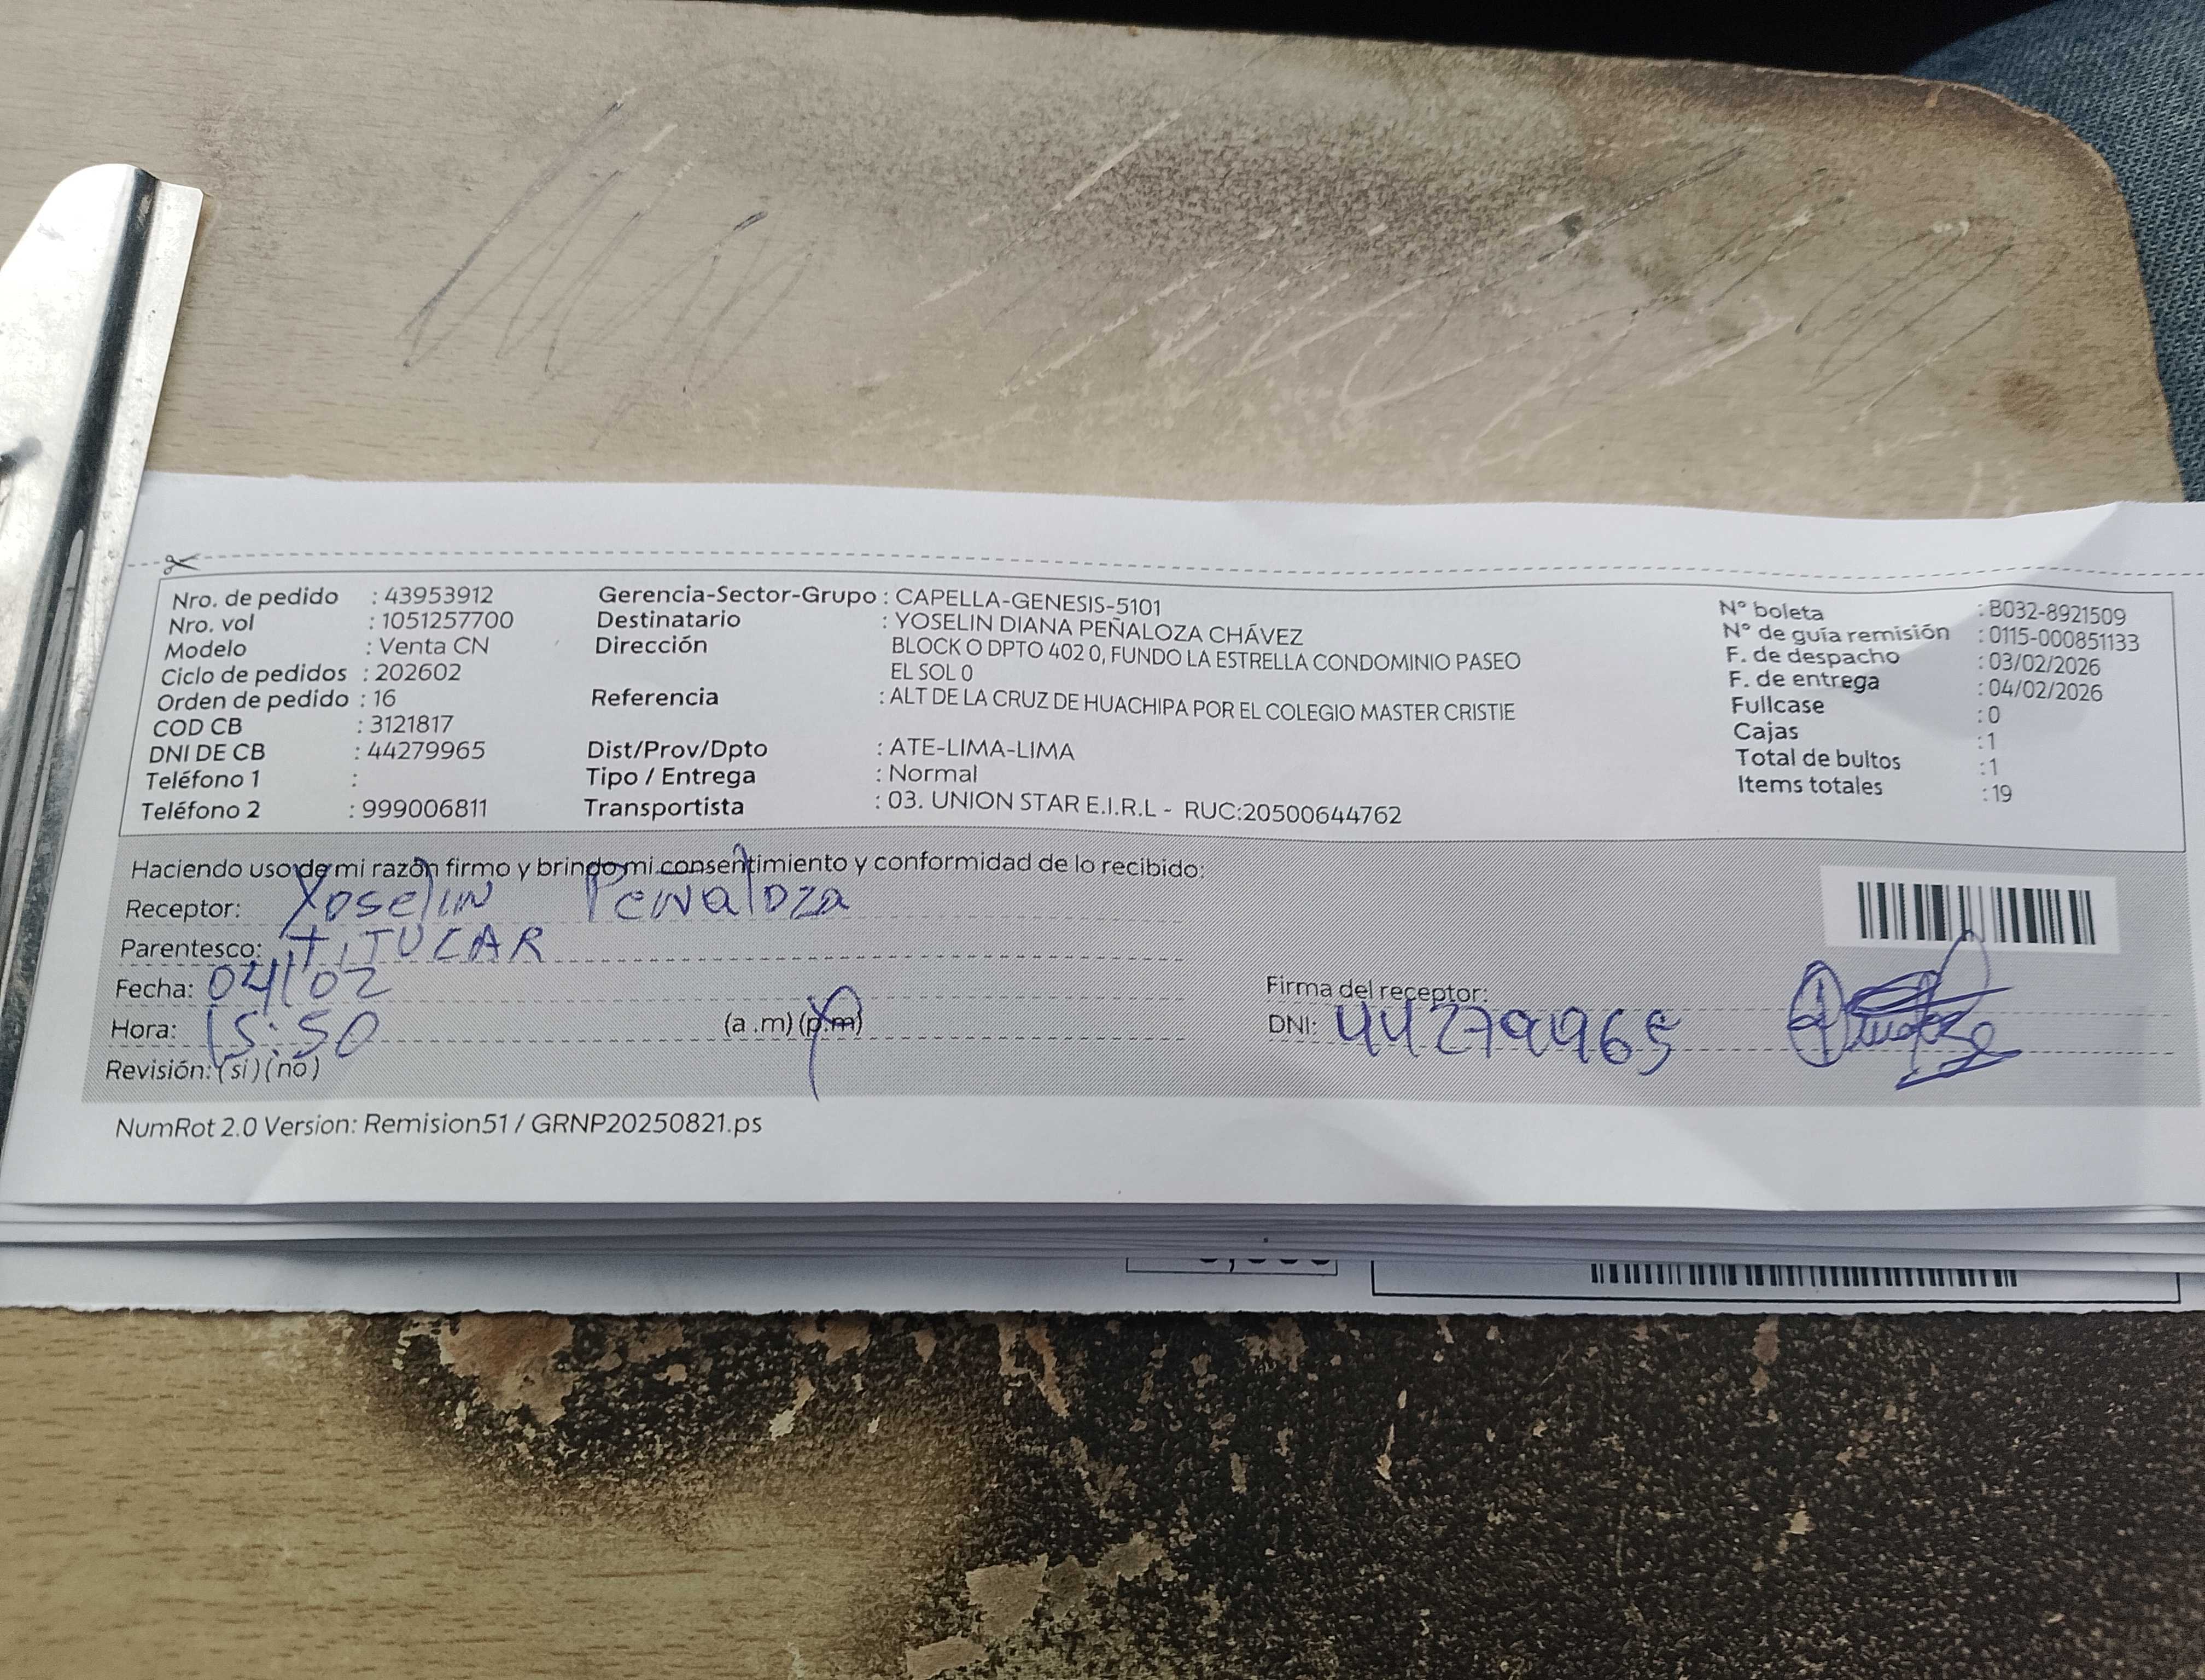 Nro. de pedido : 43953912
Nro. vol : 1051257700
Modelo : Venta CN
Ciclo de pedidos : 202602
Orden de pedido : 16
COD CB : 3121817
DNI DE CB : 44279965
Teléfono 1 :
Teléfono 2 : 999006811
Gerencia-Sector-Grupo : CAPELLA-GENESIS-5101
Destinatario : YOSELIN DIANA PEÑALOZA CHÁVEZ
Dirección BLOCK O DPTO 402 0, FUNDO LA ESTRELLA CONDOMINIO PASEO
EL SOL 0
Referencia : ALT DE LA CRUZ DE HUACHIPA POR EL COLEGIO MASTER CRISTIE
Dist/Prov/Dpto : ATE-LIMA-LIMA
Tipo / Entrega : Normal
Transportista : 03. UNION STAR E.I.R.L - RUC:20500644762
N° boleta : B032-8921509
N° de guía remisión : 0115-000851133
F. de despacho : 03/02/2026
F. de entrega : 04/02/2026
Fullcase : 0
Cajas : 1
Total de bultos : 1
Items totales : 19
Haciendo uso de mi razón firmo y brindo mi consentimiento y conformidad de lo recibido:
Receptor: Yoselin Penaloza
Parentesco: TITULAR
Fecha: 04/02
Hora: 15:50 (a .m) (p.m)
Revisión: (si) (no)
Firma del receptor:
DNI: 44279965
NumRot 2.0 Version: Remision51 / GRNP20250821.ps